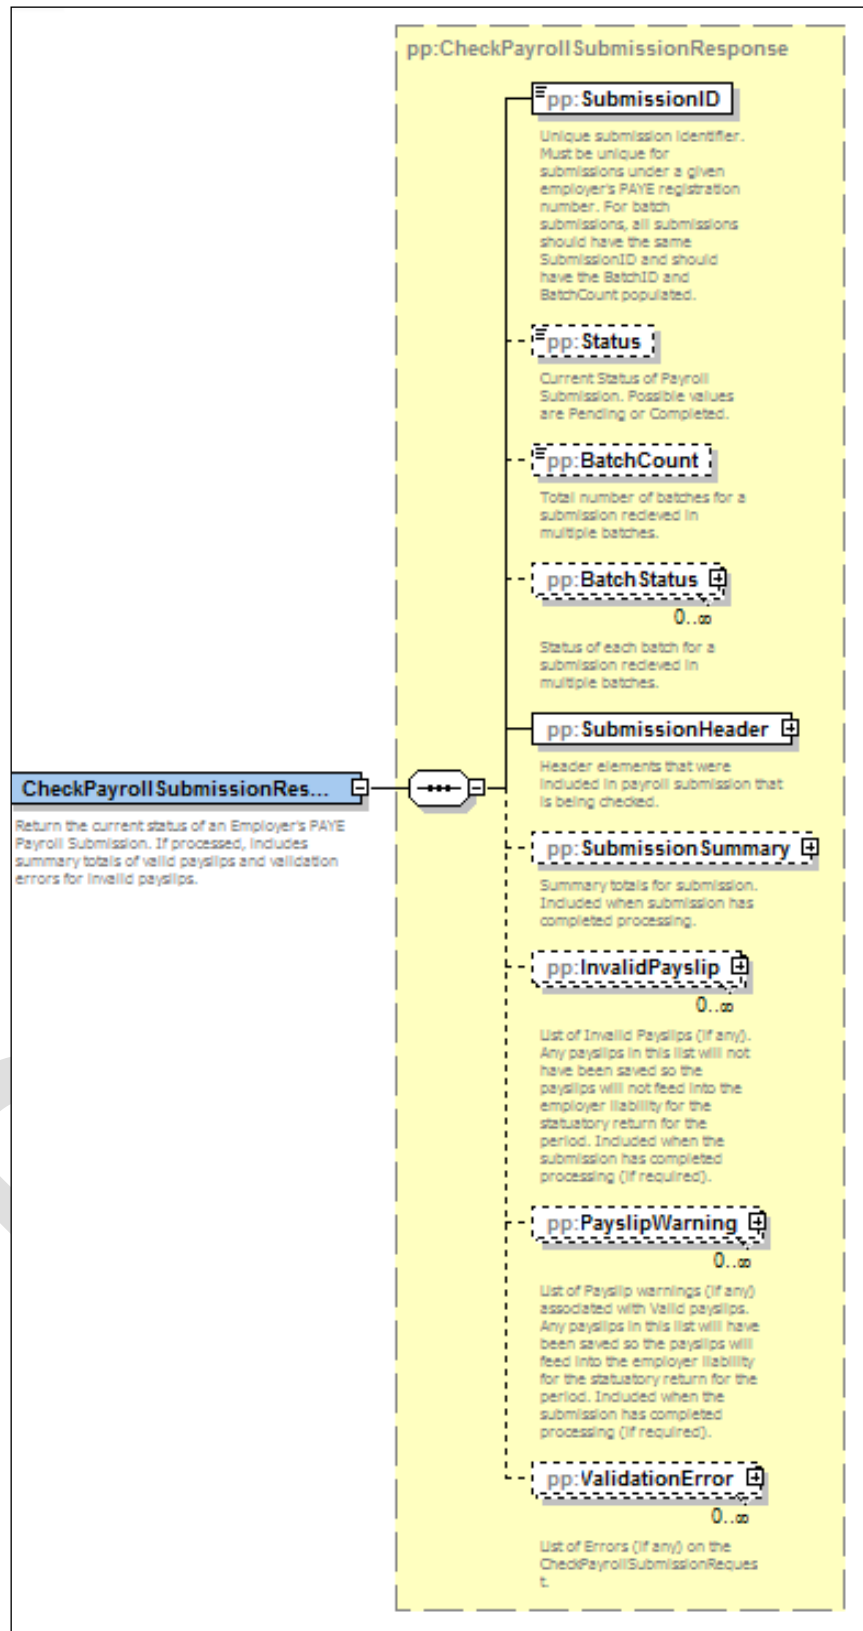 pp:CheckPayrollSubmissionResponse
pp:SubmissionID
Unique submission identifier.
Must be unique for
submissions under a given
employer's PAYE registration
number. For batch
submissions, all submissions
should have the same
SubmissionID and should
have the BatchID and
BatchCount populated.
pp:Status
Current Status of Payroll
Submission. Possible values
are Pending or Completed.
pp:BatchCount
Total number of batches for a
submission recieved in
multiple batches.
pp:BatchStatus
0..∞
Status of each batch for a
submission recieved in
multiple batches.
pp:SubmissionHeader
Header elements that were
included in payroll submission that
is being checked.
CheckPayrollSubmissionRes...
Return the current status of an Employer's PAYE
Payroll Submission. If processed, includes
summary totals of valid payslips and validation
errors for invalid payslips.
pp:SubmissionSummary
Summary totals for submission.
Included when submission has
completed processing.
pp:InvalidPayslip
0..∞
List of Invalid Payslips (if any).
Any payslips in this list will not
have been saved so the
payslips will not feed into the
employer liability for the
statuatory return for the
period. Included when the
submission has completed
processing (if required).
pp:PayslipWarning
0..∞
List of Payslip warnings (if any)
associated with Valid payslips.
Any payslips in this list will have
been saved so the payslips will
feed into the employer liability
for the statuatory return for the
period. Included when the
submission has completed
processing (if required).
pp:ValidationError
0..∞
List of Errors (if any) on the
CheckPayrollSubmissionReques
t.